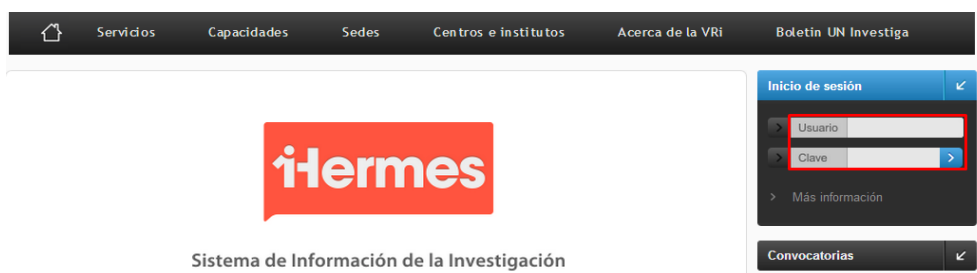 Servicios Capacidades Sedes Centros e institutos Acerca de la VRi Boletín UN Investiga
Inicio de sesión
Usuario
Clave
Más información
Hermes
Sistema de Información de la Investigación
Convocatorias